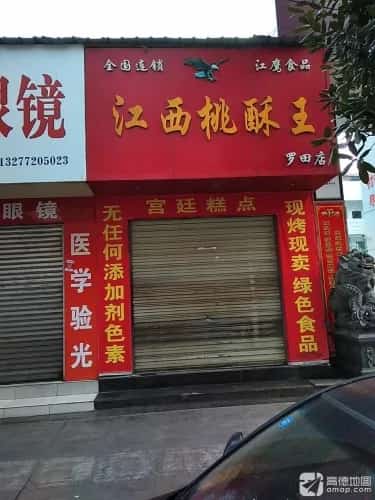 全国连锁
江鹰食品
江西桃酥王
罗田店
眼镜
13277205023
眼镜
医学验光
宫廷糕点
无任何添加剂色素
现烤现卖 绿色食品
高德地图
amap.com